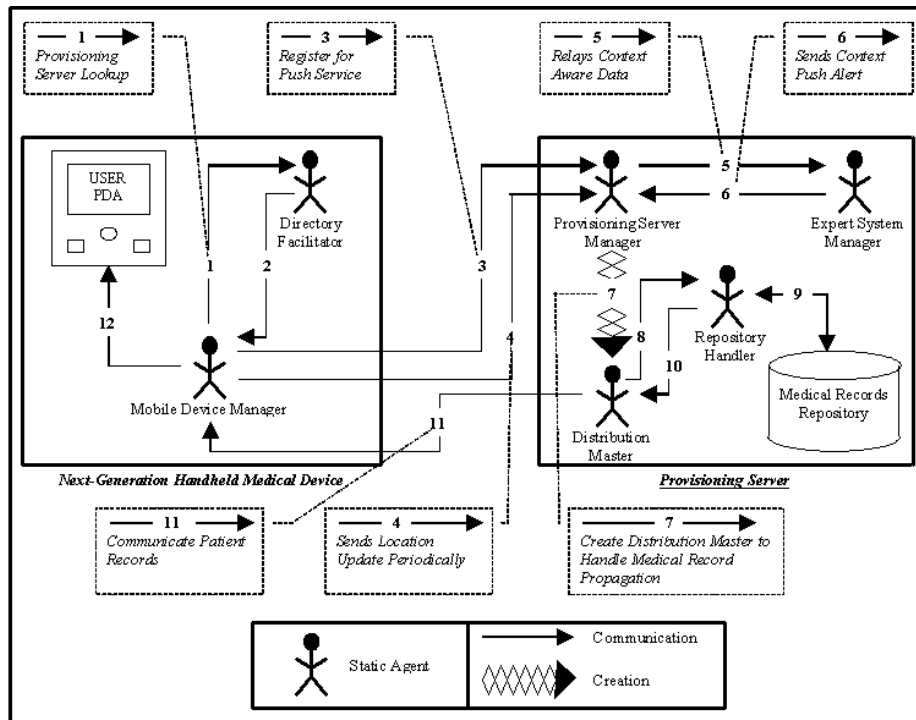 1
Provisioning
Server Lookup
3
Register for
Push Service
5
Relays Context
Aware Data
6
Sends Context
Push Alert
USER
PDA
Directory
Facilitator
1
2
12
Mobile Device Manager
3
4
11
Provisioning Server
Manager
5
6
Expert System
Manager
7
8
9
10
Repository
Handler
Distribution
Master
Medical Records
Repository
Next-Generation Handheld Medical Device
Provisioning Server
11
Communicate Patient
Records
4
Sends Location
Update Periodically
7
Create Distribution Master to
Handle Medical Record
Propagation
Static Agent
Communication
Creation